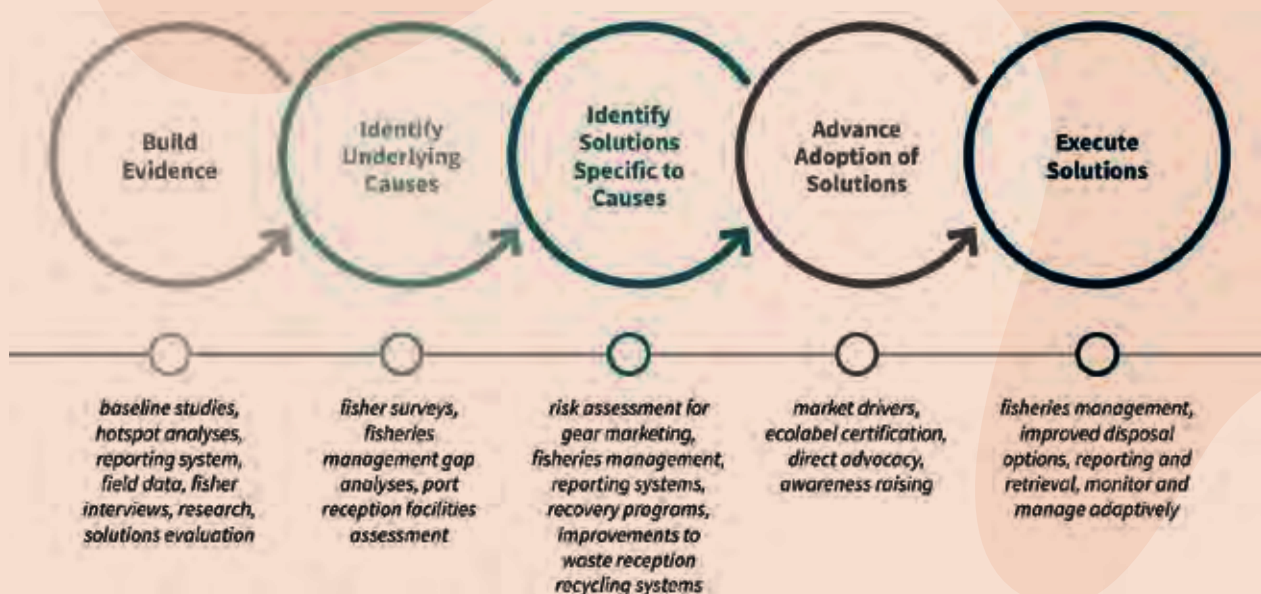 Build
Evidence
Identify
Underlying
Causes
Identify
Solutions
Specific to
Causes
Advance
Adoption of
Solutions
Execute
Solutions
baseline studies,
hotspot analyses,
reporting system,
field data, fisher
interviews, research,
solutions evaluation
fisher surveys,
fisheries
management gap
analyses, port
reception facilities
assessment
risk assessment for
gear marketing,
fisheries management,
reporting systems,
recovery programs,
improvements to
waste reception
recycling systems
market drivers,
ecolabel certification,
direct advocacy,
awareness raising
fisheries management,
improved disposal
options, reporting and
retrieval, monitor and
manage adaptively